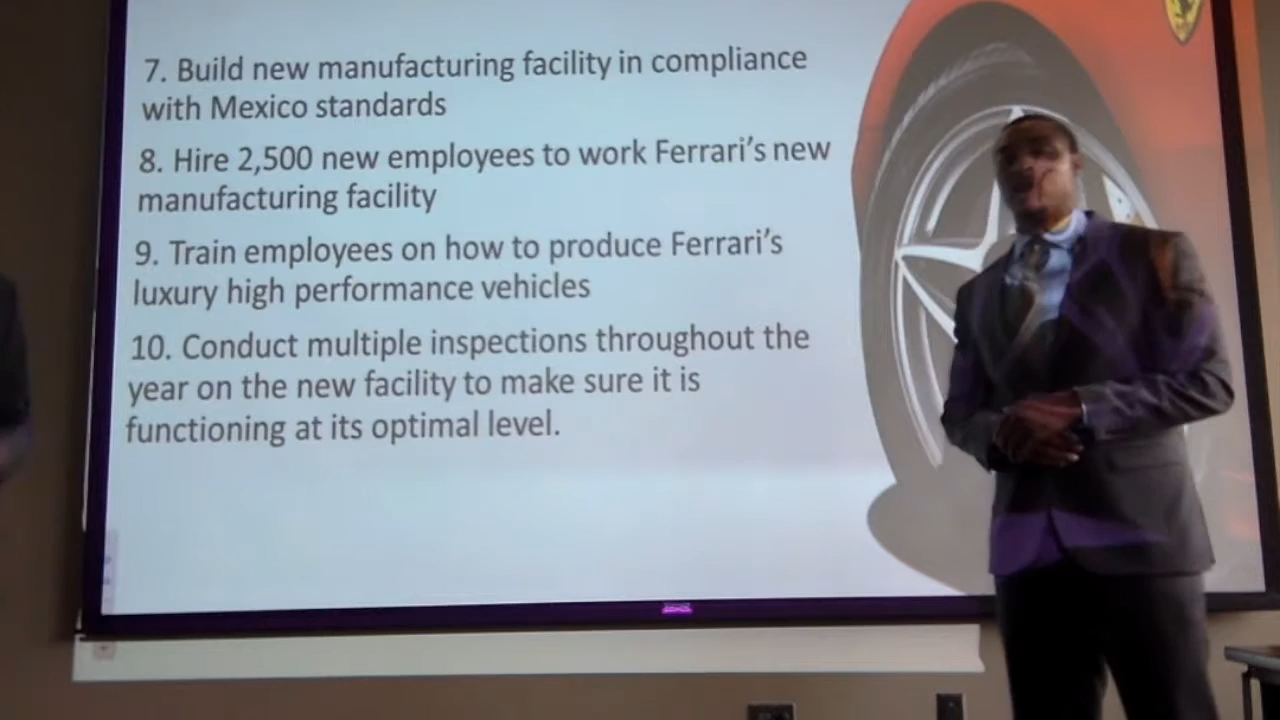 7. Build new manufacturing facility in compliance
with Mexico standards
8. Hire 2,500 new employees to work Ferrari's new
manufacturing facility
9. Train employees on how to produce Ferrari's
luxury high performance vehicles
10. Conduct multiple inspections throughout the
year on the new facility to make sure it is
functioning at its optimal level.